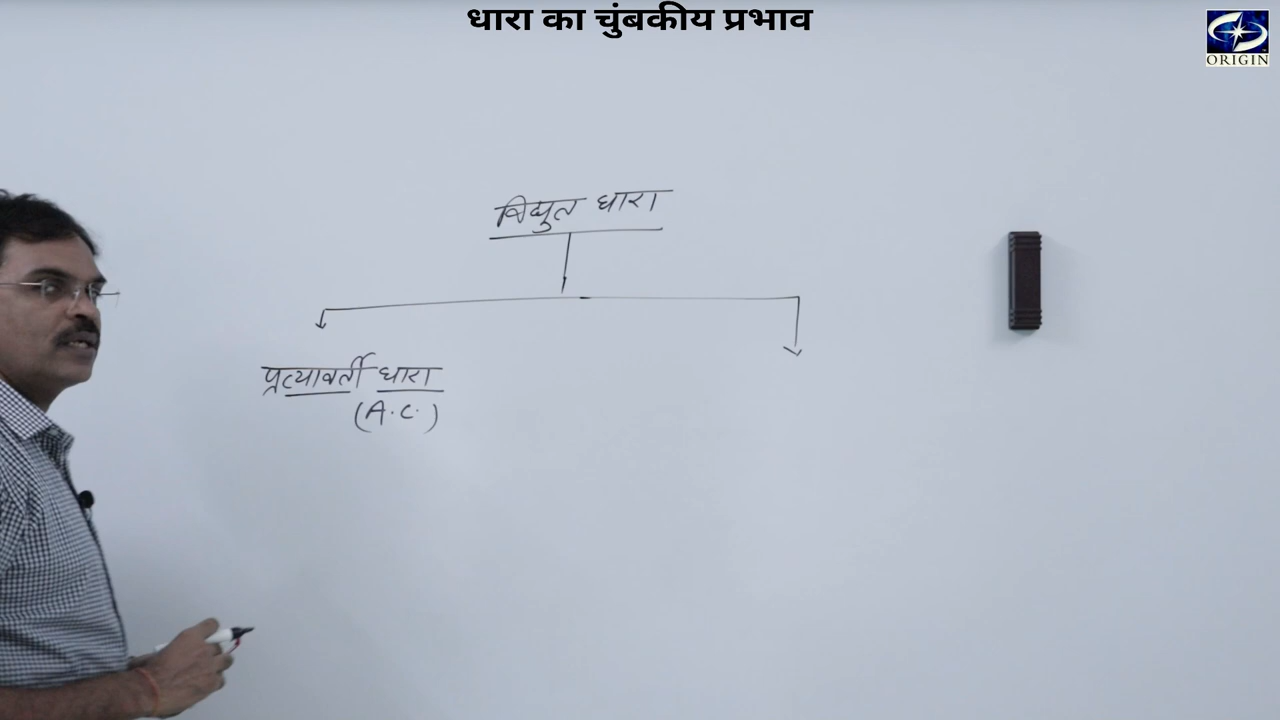 धारा का चुंबकीय प्रभाव
ORIGIN
विद्युत धारा
प्रत्यावर्ती धारा
(A.C.)